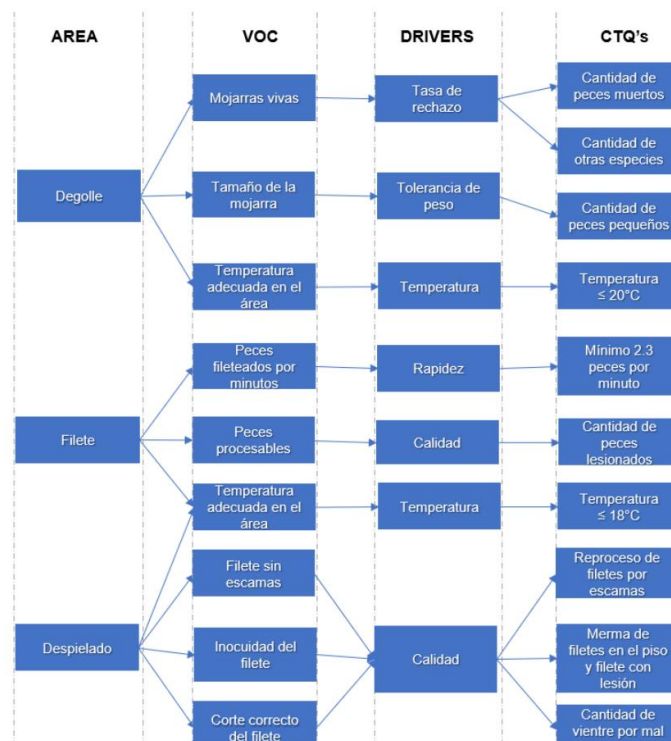 AREA
VOC
DRIVERS
CTQ's
Mojarras vivas
Tasa de
rechazo
Cantidad de
peces muertos
Cantidad de
otras especies
Degolle
Tamaño de la
mojarra
Tolerancia de
peso
Cantidad de
peces pequeños
Temperatura
adecuada en el
área
Temperatura
Temperatura
≤ 20°C
Peces
fileteados por
minutos
Rapidez
Mínimo 2.3
peces por
minuto
Filete
Peces
procesables
Calidad
Cantidad de
peces
lesionados
Temperatura
adecuada en el
área
Temperatura
Temperatura
≤ 18°C
Filete sin
escamas
Reproceso de
filetes por
escamas
Despielado
Inocuidad del
filete
Calidad
Merma de
filetes en el piso
y filete con
lesión
Corte correcto
del filete
Cantidad de
vientre por mal